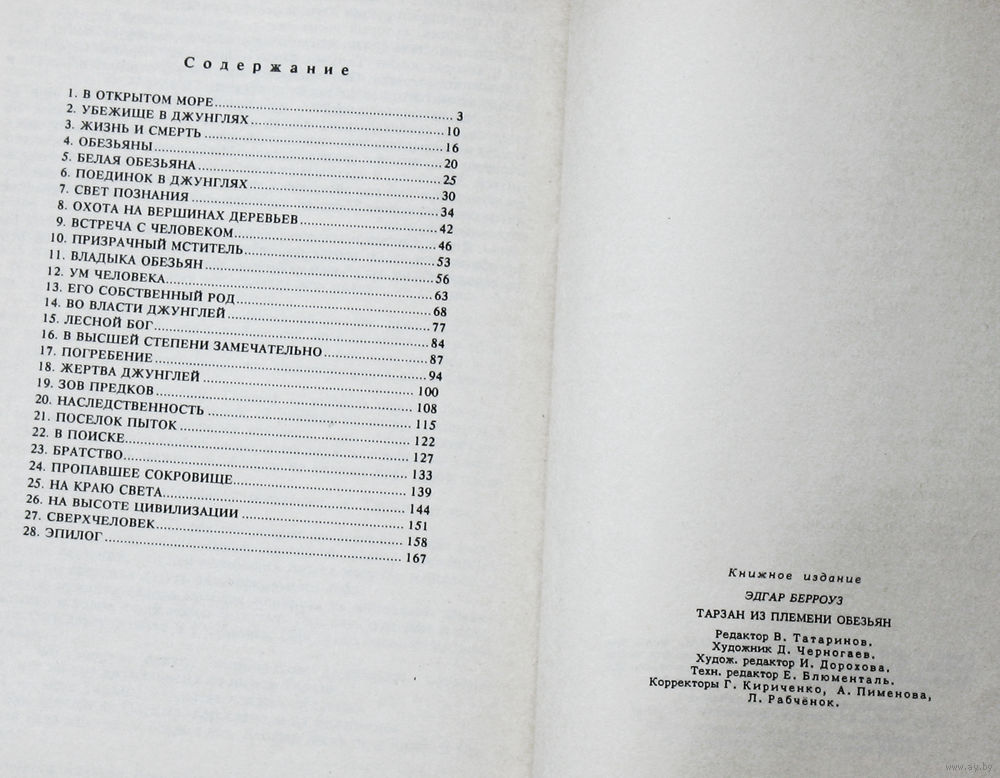 Содержание
1. В ОТКРЫТОМ МОРЕ 3
2. УБЕЖИЩЕ В ДЖУНГЛЯХ 10
3. ЖИЗНЬ И СМЕРТЬ 16
4. ОБЕЗЬЯНЫ 20
5. БЕЛАЯ ОБЕЗЬЯНА 25
6. ПОЕДИНОК В ДЖУНГЛЯХ 30
7. СВЕТ ПОЗНАНИЯ 34
8. ОХОТА НА ВЕРШИНАХ ДЕРЕВЬЕВ 42
9. ВСТРЕЧА С ЧЕЛОВЕКОМ 46
10. ПРИЗРАЧНЫЙ МСТИТЕЛЬ 53
11. ВЛАДЫКА ОБЕЗЬЯН 56
12. УМ ЧЕЛОВЕКА 63
13. ЕГО СОБСТВЕННЫЙ РОД 68
14. ВО ВЛАСТИ ДЖУНГЛЕЙ 77
15. ЛЕСНОЙ БОГ 84
16. В ВЫСШЕЙ СТЕПЕНИ ЗАМЕЧАТЕЛЬНО 87
17. ПОГРЕБЕНИЕ 94
18. ЖЕРТВА ДЖУНГЛЕЙ 100
19. ЗОВ ПРЕДКОВ 108
20. НАСЛЕДСТВЕННОСТЬ 115
21. ПОСЕЛОК ПЫТОК 122
22. В ПОИСКЕ 127
23. БРАТСТВО 133
24. ПРОПАВШЕЕ СОКРОВИЩЕ 139
25. НА КРАЮ СВЕТА 144
26. НА ВЫСОТЕ ЦИВИЛИЗАЦИИ 151
27. СВЕРХЧЕЛОВЕК 158
28. ЭПИЛОГ 167
Книжное издание
ЭДГАР БЕРРОУЗ
ТАРЗАН ИЗ ПЛЕМЕНИ ОБЕЗЬЯН
Редактор В. Татаринов.
Художник Д. Черногаев.
Худож. редактор И. Дорохова.
Техн. редактор Е. Блюменталь.
Корректоры Г. Кириченко, А. Пименова,
Л. Рабчёнок.
www.ay.by